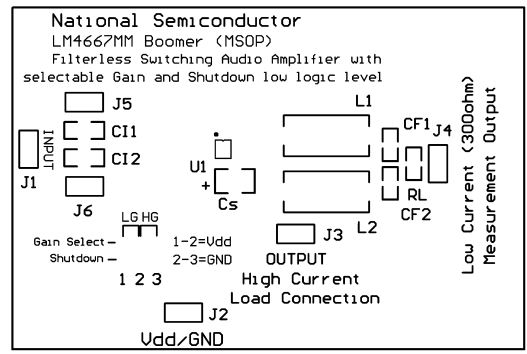 National Semiconductor
LM4667MM Boomer (MSOP)
Filterless Switching Audio Amplifier with
selectable Gain and Shutdown low logic level
J5
L1
CF1
J4
CI1
INPUT
J1
CI2
U1
+
Cs
J6
RL
CF2
L2
LG HG
J3
Gain Select
1-2=Vdd
Shutdown
2-3=GND
OUTPUT
1 2 3
High Current
Load Connection
J2
Vdd/GND
Low Current (300ohm)
Measurement Output